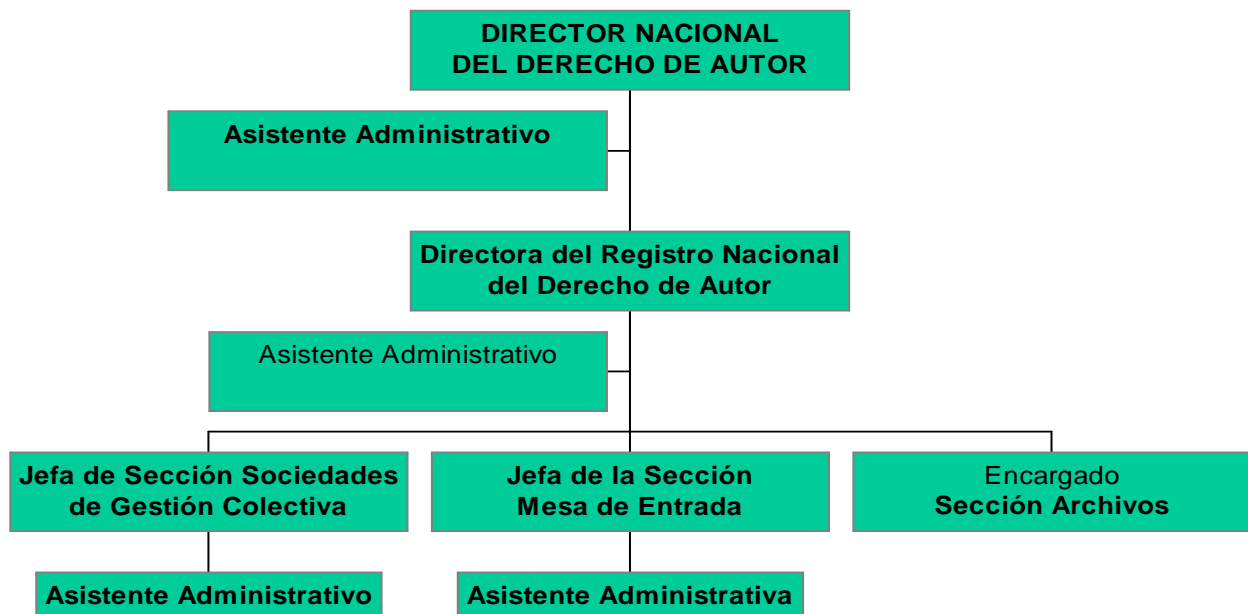 DIRECTOR NACIONAL
DEL DERECHO DE AUTOR
Asistente Administrativo
Directora del Registro Nacional
del Derecho de Autor
Asistente Administrativo
Jefa de Sección Sociedades
de Gestión Colectiva
Jefa de la Sección
Mesa de Entrada
Encargado
Sección Archivos
Asistente Administrativo
Asistente Administrativa